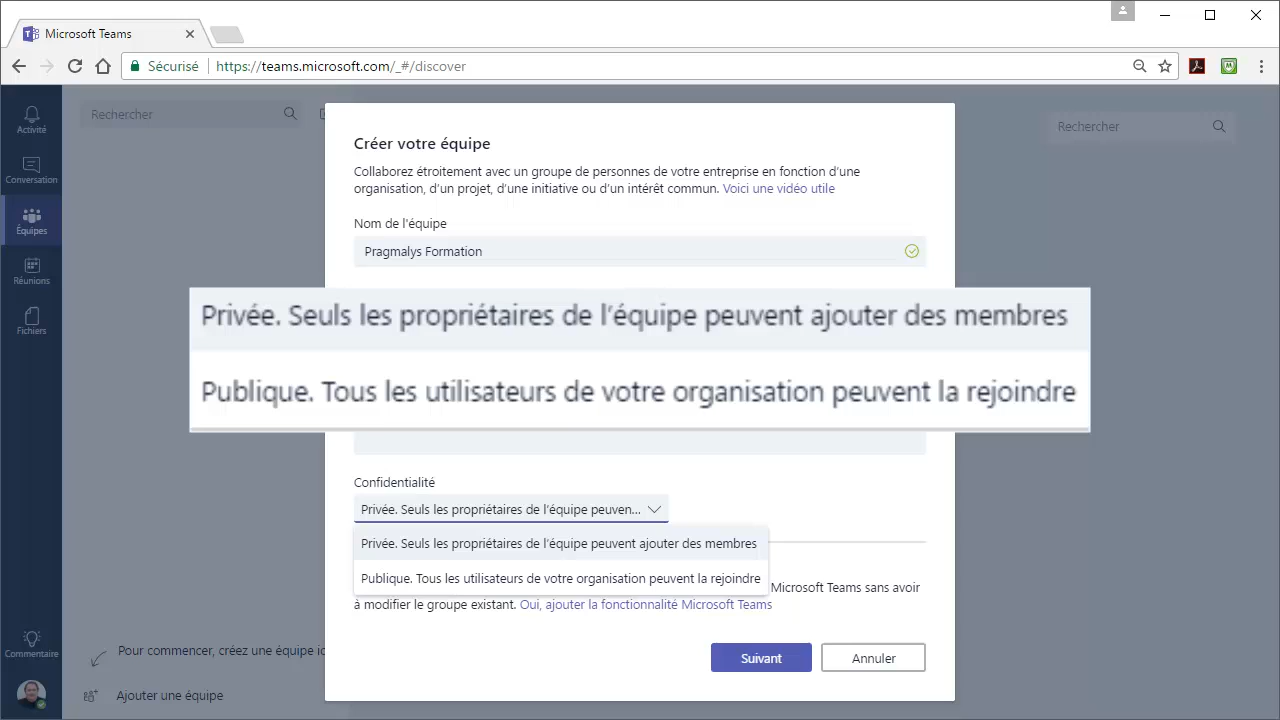 Microsoft Teams
Sécurisé
https://teams.microsoft.com/_#/discover
Activité
Conversation
Équipes
Réunions
Fichiers
Commentaire
Rechercher
Rechercher
Créer votre équipe
Collaborez étroitement avec un groupe de personnes de votre entreprise en fonction d’une
organisation, d’un projet, d’une initiative ou d’un intérêt commun. Voici une vidéo utile
Nom de l'équipe
Pragmalys Formation
Privée. Seuls les propriétaires de l’équipe peuvent ajouter des membres
Publique. Tous les utilisateurs de votre organisation peuvent la rejoindre
Confidentialité
Privée. Seuls les propriétaires de l’équipe peuven...
Privée. Seuls les propriétaires de l’équipe peuvent ajouter des membres
Publique. Tous les utilisateurs de votre organisation peuvent la rejoindre
Microsoft Teams sans avoir
à modifier le groupe existant. Oui, ajouter la fonctionnalité Microsoft Teams
Suivant
Annuler
Pour commencer, créez une équipe
Ajouter une équipe